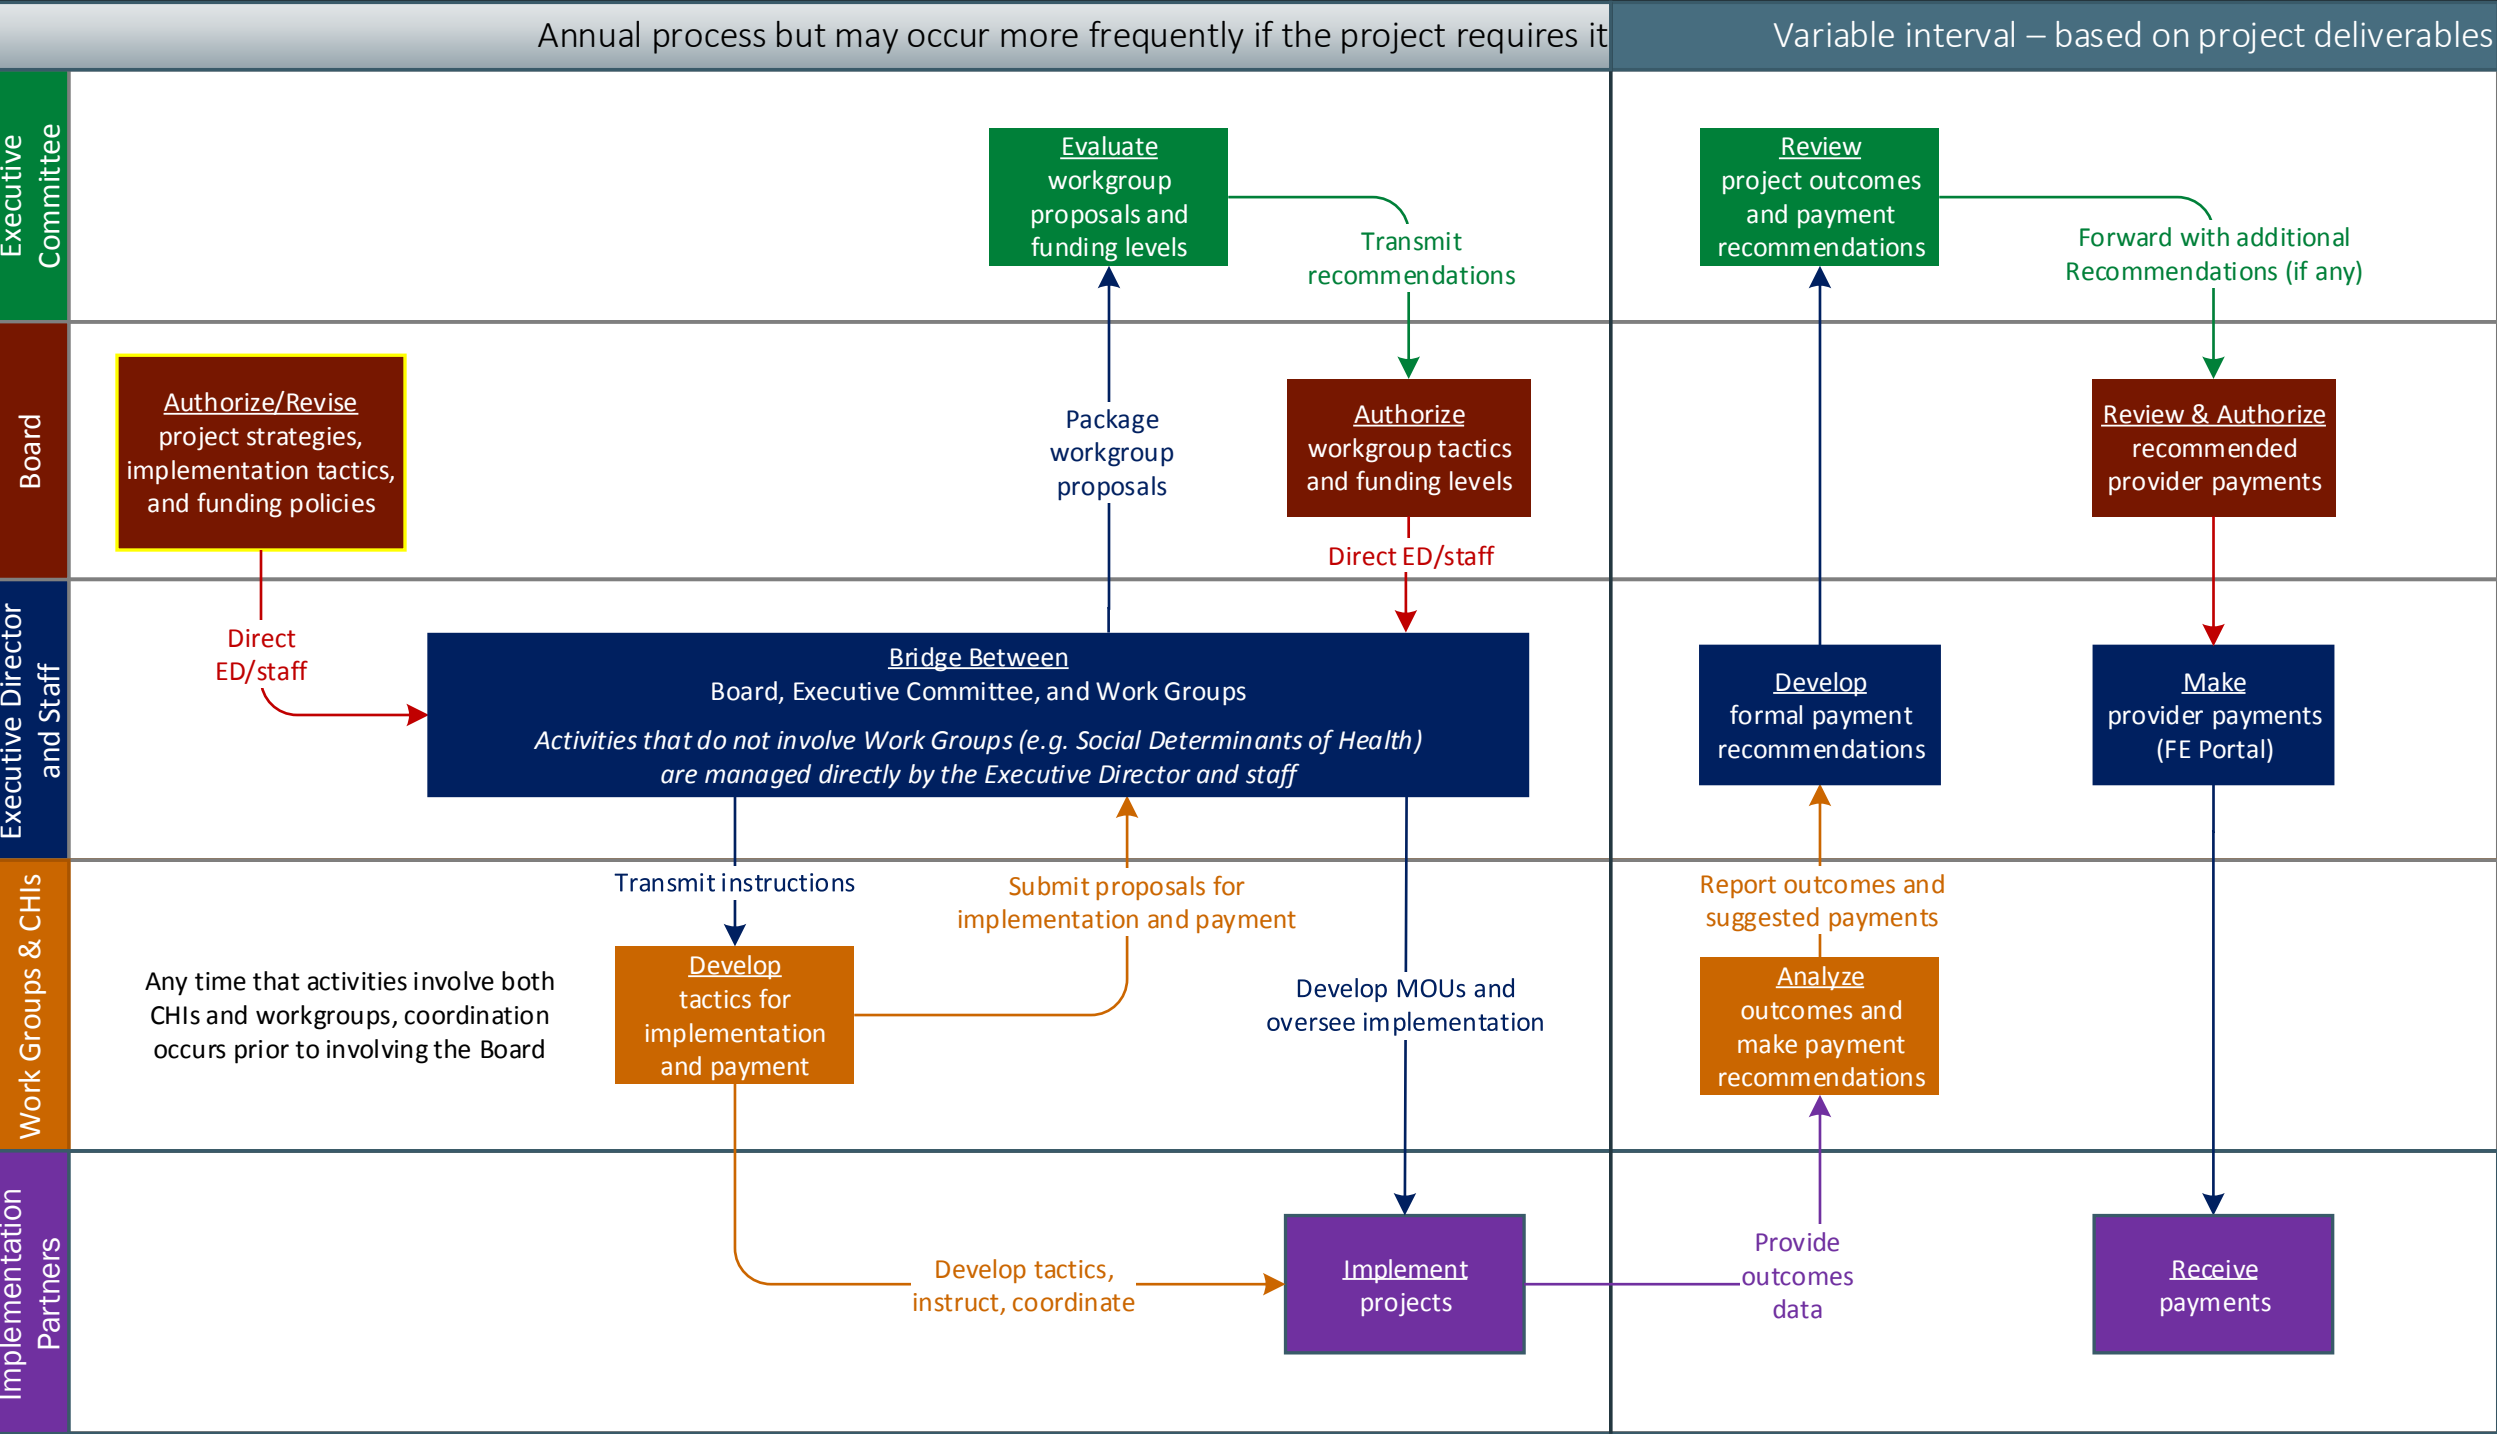 Annual process but may occur more frequently if the project requires it
Variable interval – based on project deliverables
Executive
Committee
Evaluate
workgroup
proposals and
funding levels
Transmit
recommendations
Review
project outcomes
and payment
recommendations
Forward with additional
Recommendations (if any)
Board
Authorize/Revise
project strategies,
implementation tactics,
and funding policies
Package
workgroup
proposals
Authorize
workgroup tactics
and funding levels
Direct ED/staff
Review & Authorize
recommended
provider payments
Executive Director
and Staff
Direct
ED/staff
Bridge Between
Board, Executive Committee, and Work Groups
Activities that do not involve Work Groups (e.g. Social Determinants of Health)
are managed directly by the Executive Director and staff
Develop
formal payment
recommendations
Make
provider payments
(FE Portal)
Work Groups & CHIs
Transmit instructions
Submit proposals for
implementation and payment
Report outcomes and
suggested payments
Any time that activities involve both
CHIs and workgroups, coordination
occurs prior to involving the Board
Develop
tactics for
implementation
and payment
Develop MOUs and
oversee implementation
Analyze
outcomes and
make payment
recommendations
Implementation
Partners
Develop tactics,
instruct, coordinate
Implement
projects
Provide
outcomes
data
Receive
payments